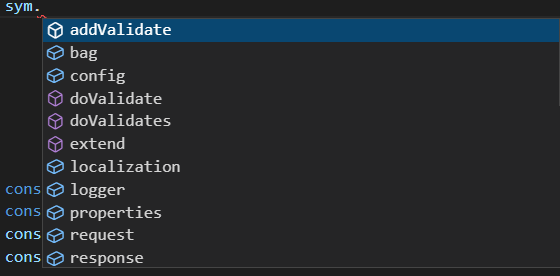 sym.
addValidate
bag
config
doValidate
doValidates
extend
localization
cons logger
cons properties
cons request
cons response